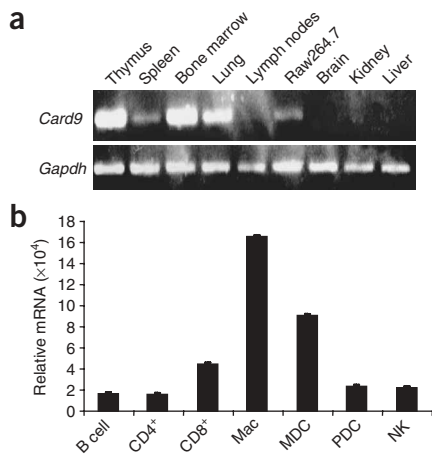 a
Thymus
Spleen
Bone marrow
Lung
Lymph nodes
Raw264.7
Brain
Kidney
Liver
Card9
Gapdh
b
Relative mRNA (×10⁴)
18
16
14
12
10
8
6
4
2
0
B cell
CD4⁺
CD8⁺
Mac
MDC
PDC
NK